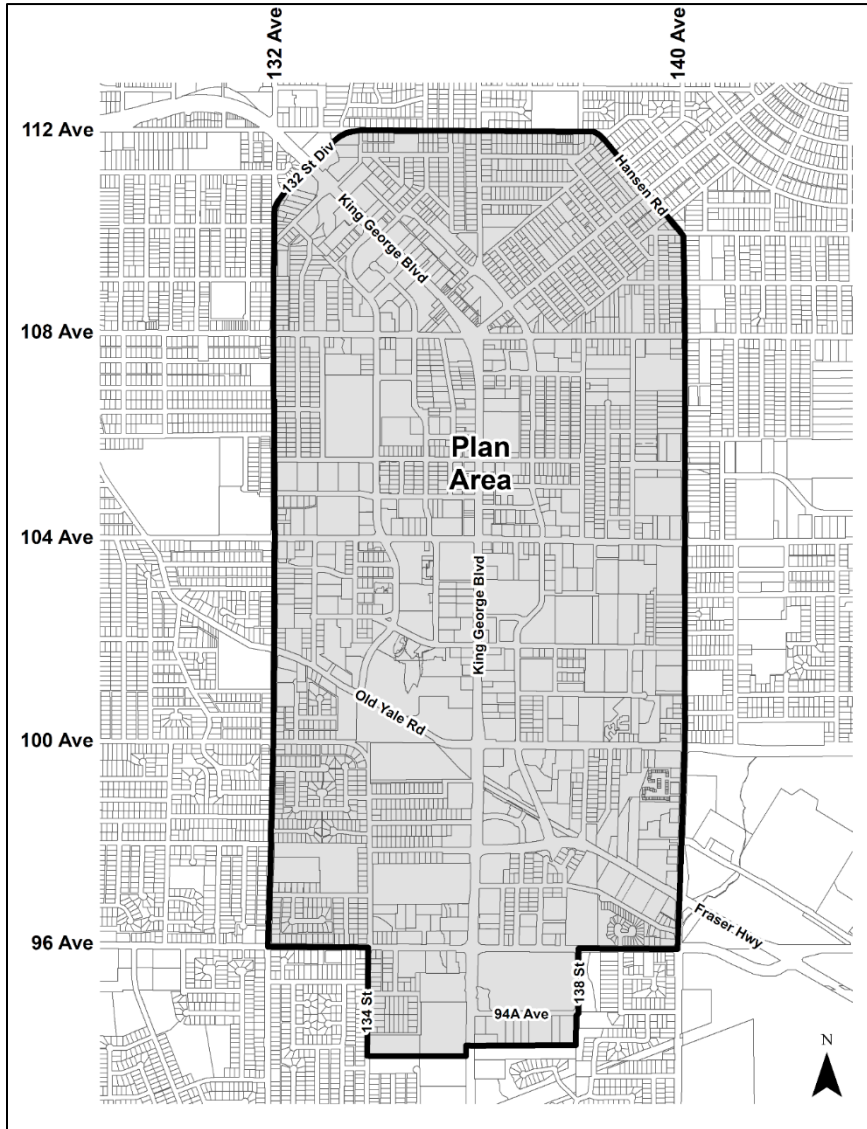 132 Ave
140 Ave
112 Ave
132 St Div
Hansen Rd
King George Blvd
108 Ave
Plan
Area
104 Ave
King George Blvd
Old Yale Rd
100 Ave
Fraser Hwy
96 Ave
134 St
138 St
94A Ave
N